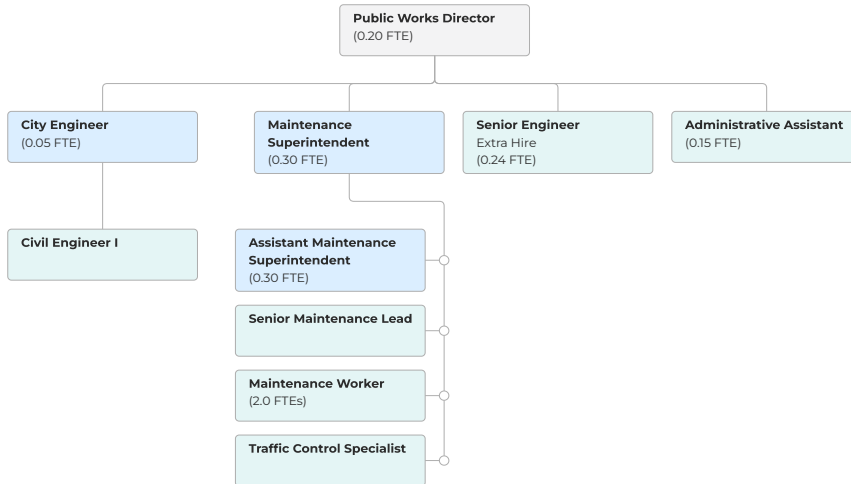 Public Works Director
(0.20 FTE)
City Engineer
(0.05 FTE)
Maintenance
Superintendent
(0.30 FTE)
Senior Engineer
Extra Hire
(0.24 FTE)
Administrative Assistant
(0.15 FTE)
Civil Engineer I
Assistant Maintenance
Superintendent
(0.30 FTE)
Senior Maintenance Lead
Maintenance Worker
(2.0 FTEs)
Traffic Control Specialist